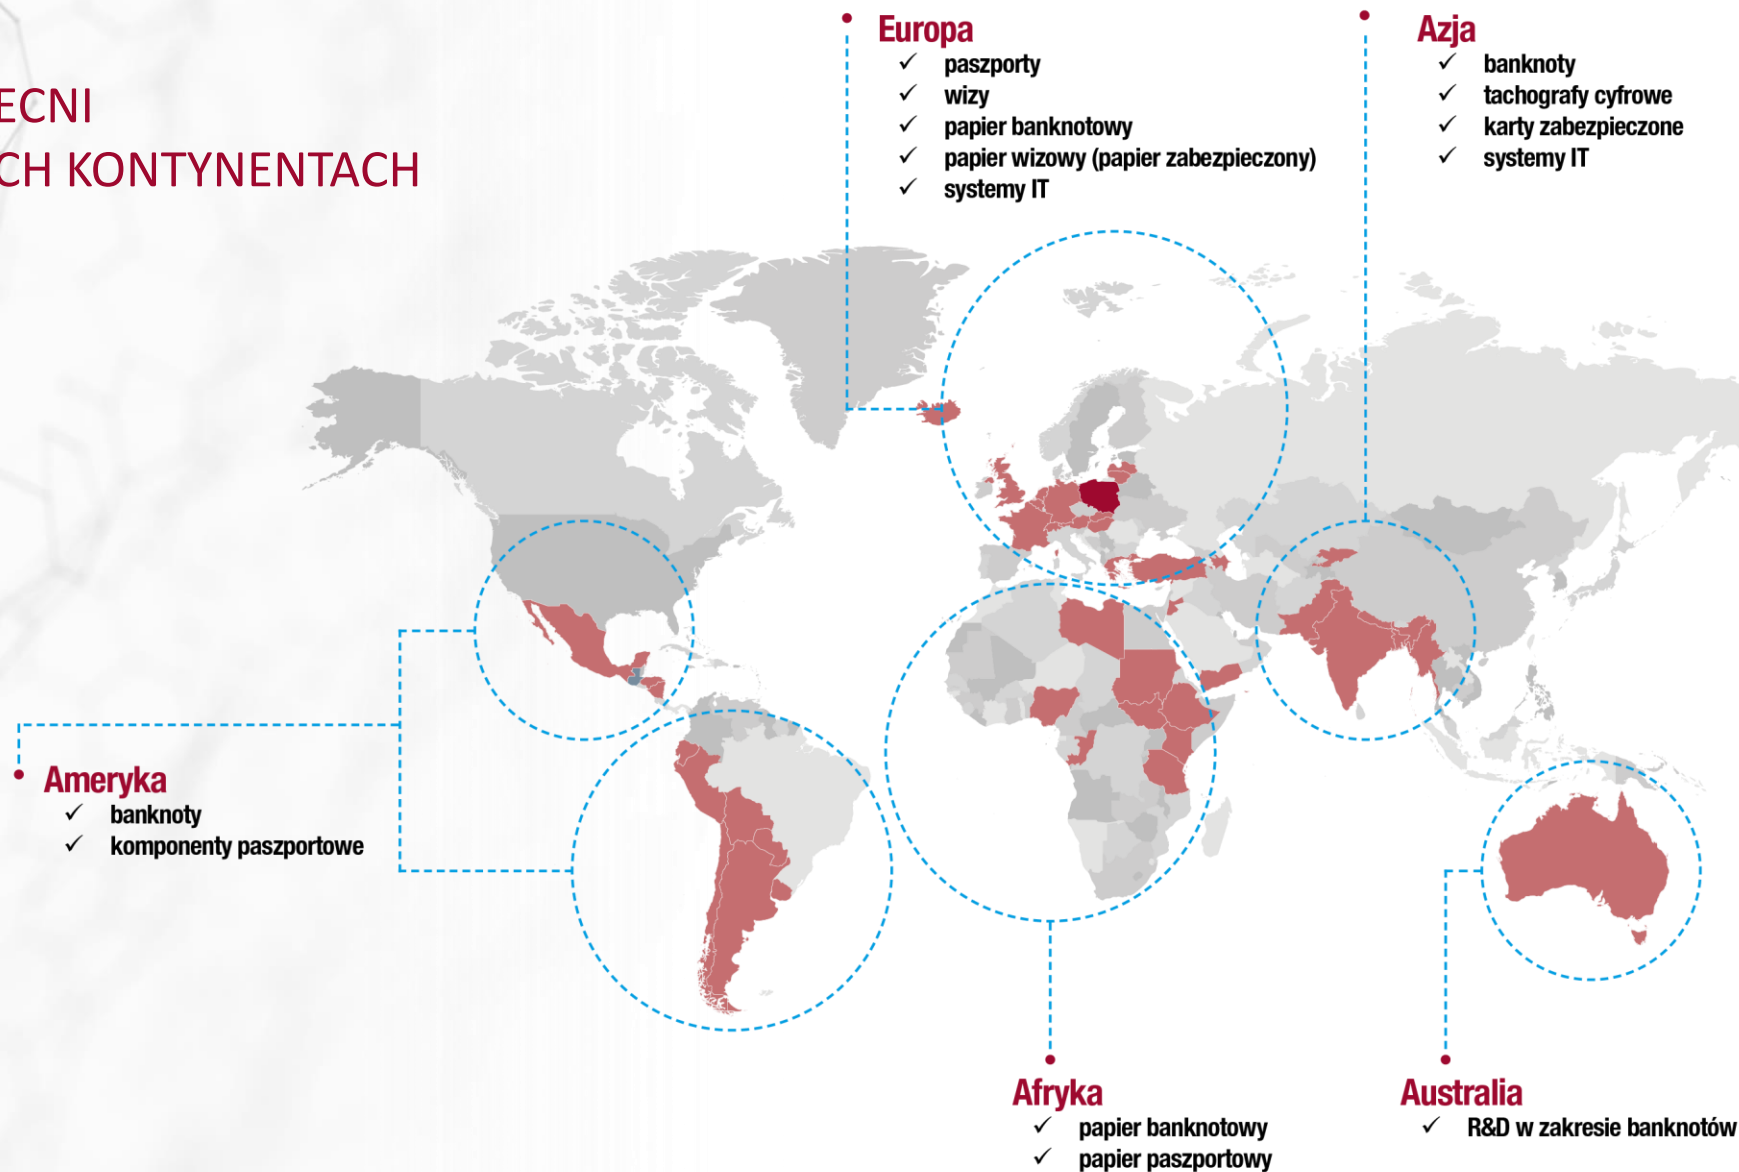 ECNI
CH KONTYNENTACH
Europa
✓ paszporty
✓ wizy
✓ papier banknotowy
✓ papier wizowy (papier zabezpieczony)
✓ systemy IT
Azja
✓ banknoty
✓ tachografy cyfrowe
✓ karty zabezpieczone
✓ systemy IT
Ameryka
✓ banknoty
✓ komponenty paszportowe
Afryka
✓ papier banknotowy
✓ papier paszportowy
Australia
✓ R&D w zakresie banknotów